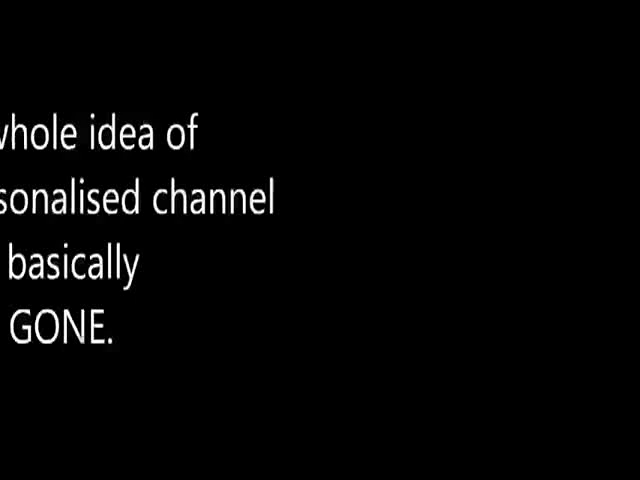 whole idea of
sonalised channel
basically
GONE.